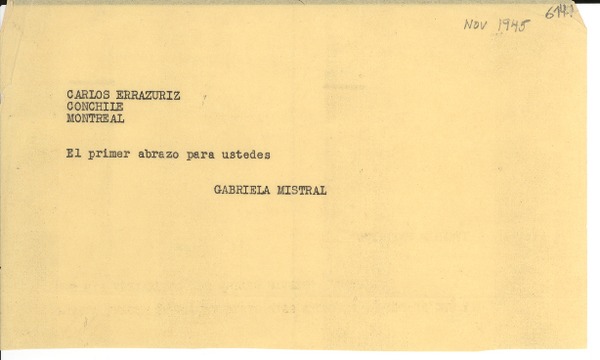 NOV 1945
CARLOS ERRAZURIZ
CONCHILE
MONTREAL
El primer abrazo para ustedes
GABRIELA MISTRAL